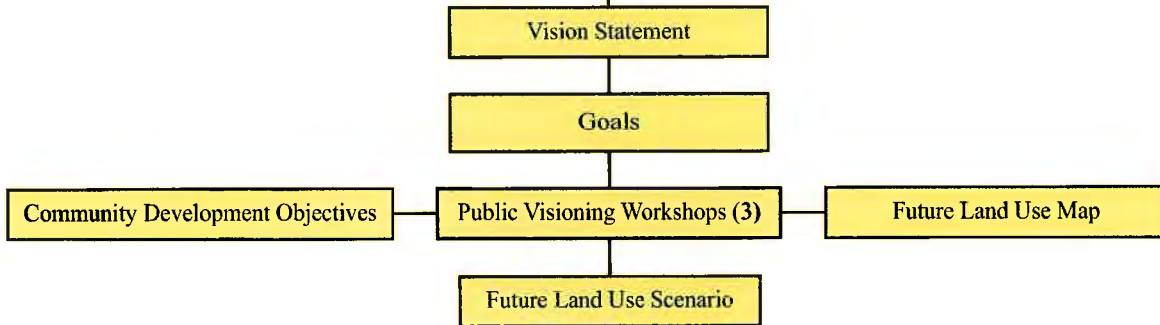 Vision Statement
Goals
Community Development Objectives
Public Visioning Workshops (3)
Future Land Use Map
Future Land Use Scenario